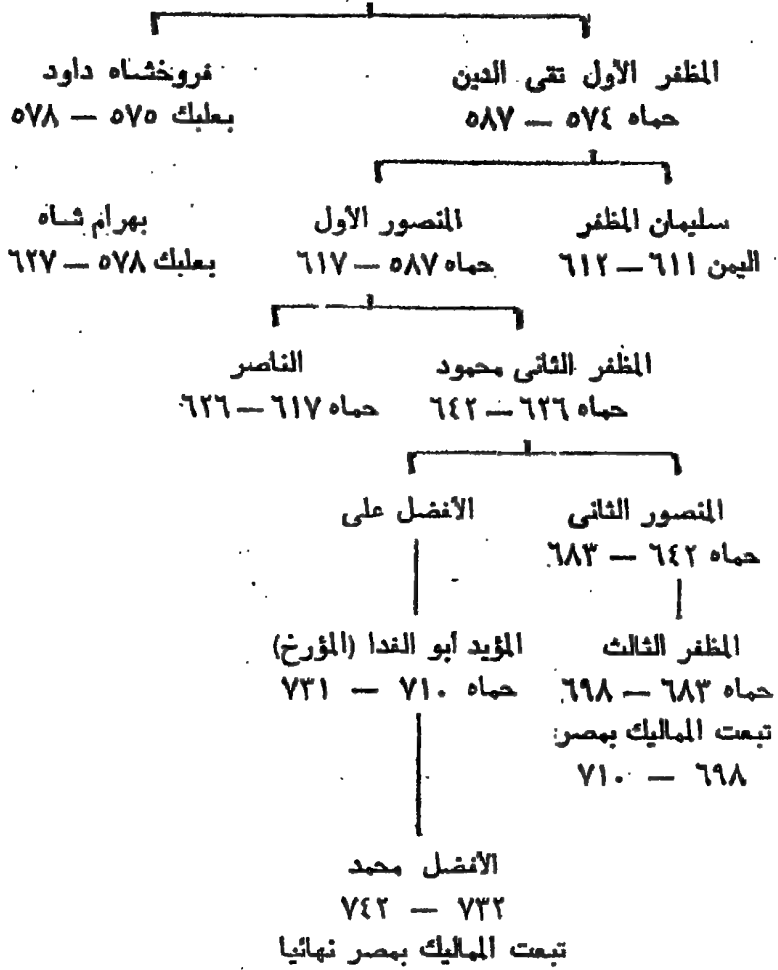 المظفر الأول تقى الدين
حماه ٥٧٤ — ٥٨٧
فروخشاه داود
بعلبك ٥٧٥ — ٥٧٨
سليمان المظفر
اليمن ٦١١ — ٦١٢
المنصور الأول
حماه ٥٨٧ — ٦١٧
بهرام شاه
بعلبك ٥٧٨ — ٦٢٧
المظفر الثانى محمود
حماه ٦٢٦ — ٦٤٢
الناصر
حماه ٦١٧ — ٦٢٦
المنصور الثانى
حماه ٦٤٢ — ٦٨٣
الأفضل على
المظفر الثالث
حماه ٦٨٣ — ٦٩٨
تبعت المماليك بمصر:
٦٩٨ — ٧١٠
المؤيد أبو الفدا (المؤرخ)
حماه ٧١٠ — ٧٣١
الأفضل محمد
٧٣٢ — ٧٤٢
تبعت المماليك بمصر نهائيا